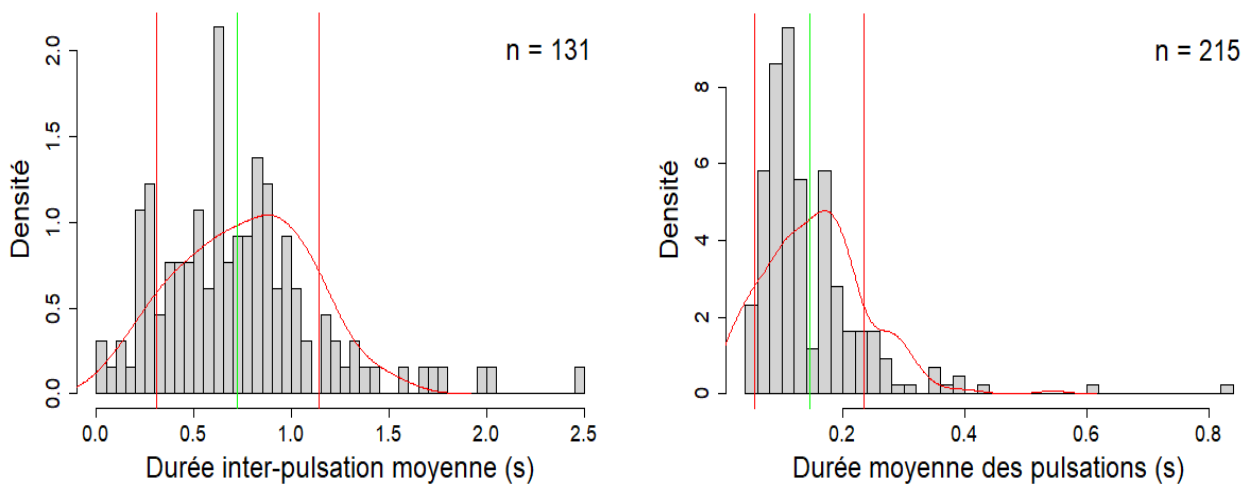 n = 131
Densité
2.0
1.5
1.0
0.5
0.0
0.0 0.5 1.0 1.5 2.0 2.5
Durée inter-pulsation moyenne (s)
n = 215
Densité
8
6
4
2
0
0.2 0.4 0.6 0.8
Durée moyenne des pulsations (s)